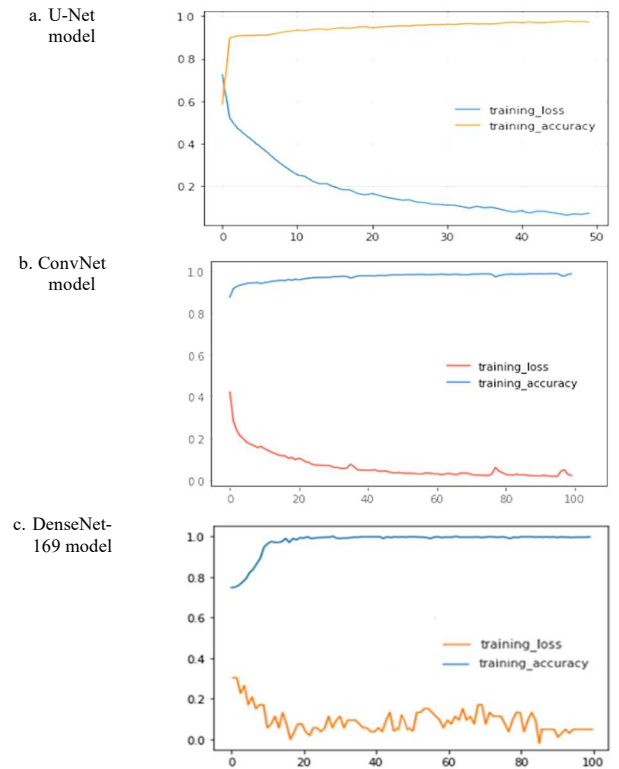 a. U-Net
model
1.0
0.8
0.6
0.4
0.2
training_loss
training_accuracy
0 10 20 30 40 50
b. ConvNet
model
1.0
0.8
0.6
0.4
0.2
0.0
training_loss
training_accuracy
0 20 40 60 80 100
c. DenseNet-
169 model
1.0
0.8
0.6
0.4
0.2
0.0
training_loss
training_accuracy
0 20 40 60 80 100